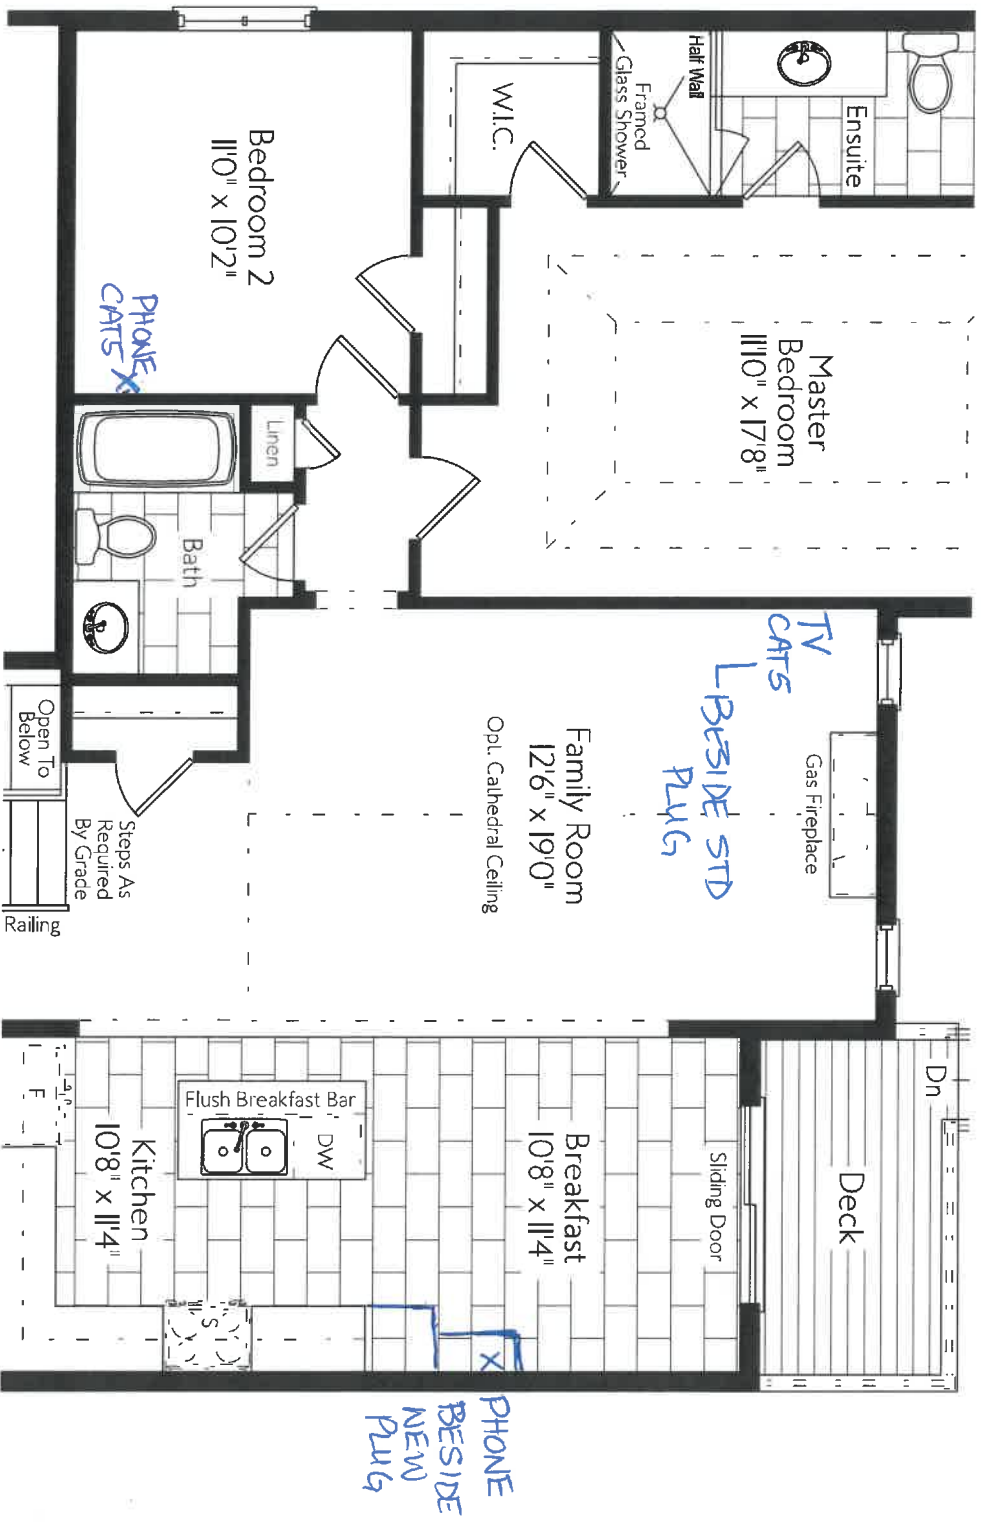 Half Wall
Framed
Glass Shower
Ensuite
W.I.C.
Bedroom 2
11'0" x 10'2"
PHONE
CAT5 X
Master
Bedroom
11'10" x 17'8"
Linen
Bath
Open To
Below
Steps As
Required
By Grade
Railing
TV
CAT5
BESIDE STD
PLUG
Gas Fireplace
Family Room
12'6" x 19'0"
Opt. Cathedral Ceiling
Dn
Deck
Sliding Door
Breakfast
10'8" x 11'4"
Flush Breakfast Bar
DW
Kitchen
10'8" x 11'4"
F
S
X
PHONE
BESIDE
NEW
PLUG